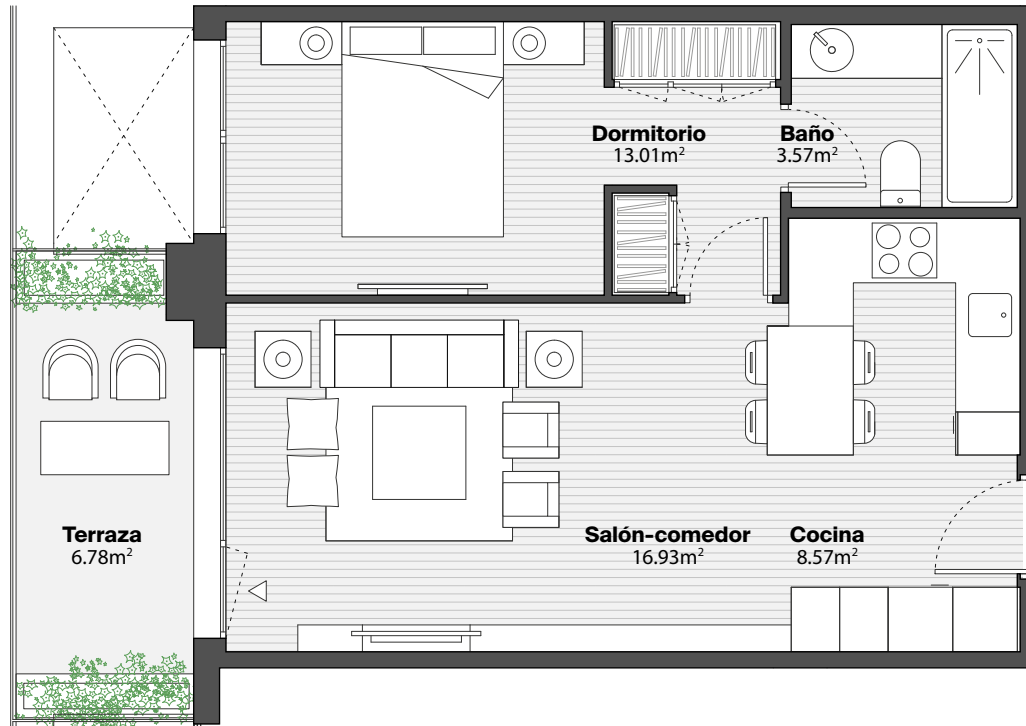 Dormitorio
13.01m²
Baño
3.57m²
Terraza
6.78m²
Salón-comedor
16.93m²
Cocina
8.57m²